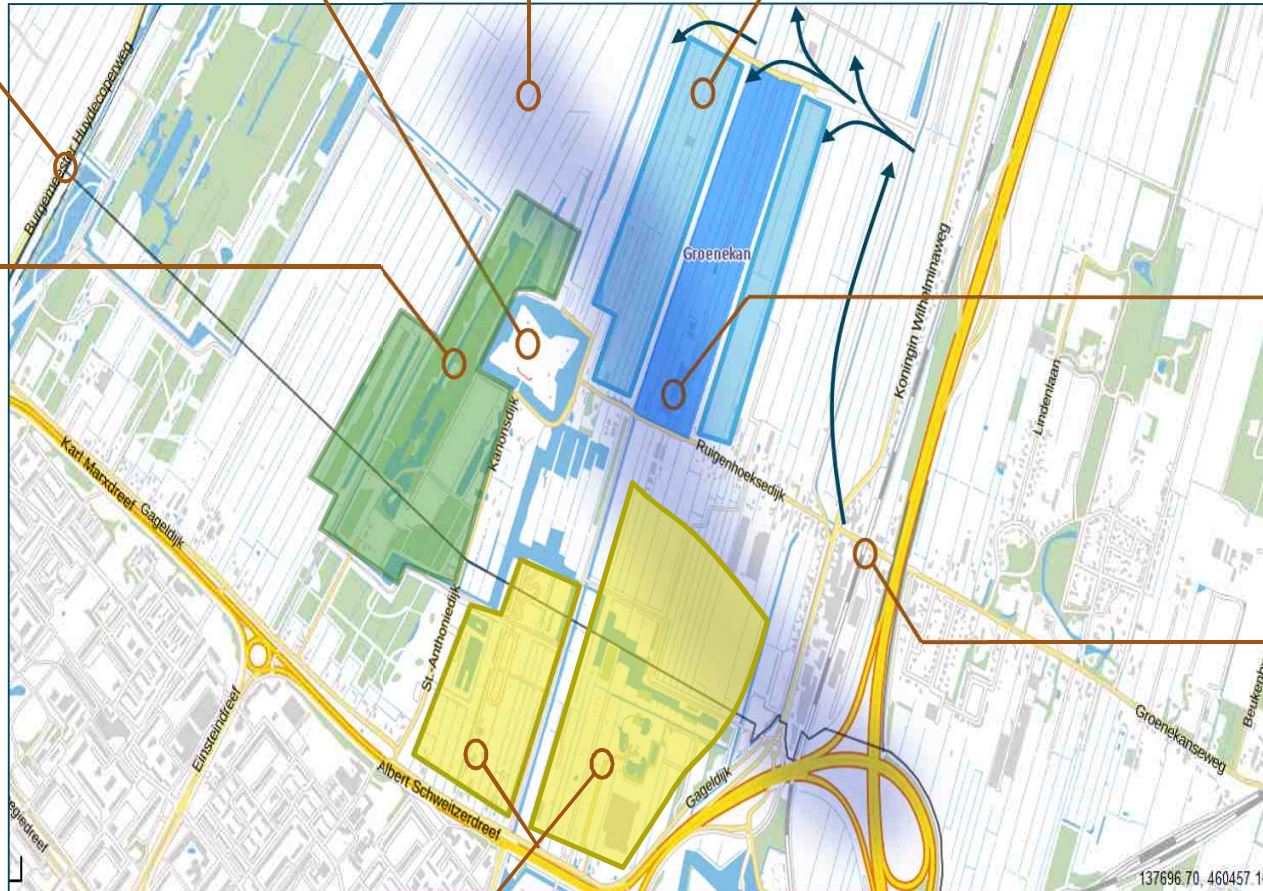 Burgemeester Huydecoperweg
Groenekan
Koningin Wilhelminaweg
Lindenlaan
Kanonsdijk
Ruigenhoeksedijk
Karl Marxdreef
Gageldijk
St.-Anthoniedijk
Einsteindreef
Albert Schweitzerdreef
Gageldijk
Groenekanseweg
137696.70 460457.1